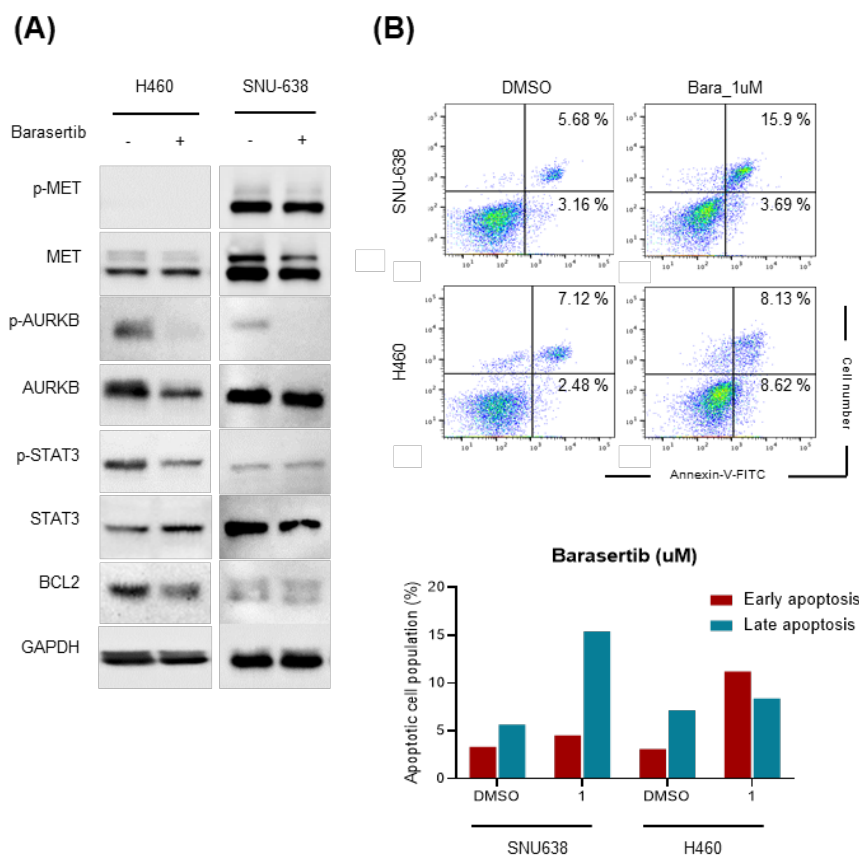 (A)
H460 SNU-638
Barasertib - + - +
p-MET
MET
p-AURKB
AURKB
p-STAT3
STAT3
BCL2
GAPDH
(B)
DMSO Bara_1uM
SNU-638
5.68 %
3.16 %
15.9 %
3.69 %
H460
7.12 %
2.48 %
8.13 %
8.62 %
Cell number
Annexin-V-FITC
Barasertib (uM)
Apoptotic cell population (%)
20
15
10
5
0
Early apoptosis
Late apoptosis
DMSO 1 DMSO 1
SNU638 H460